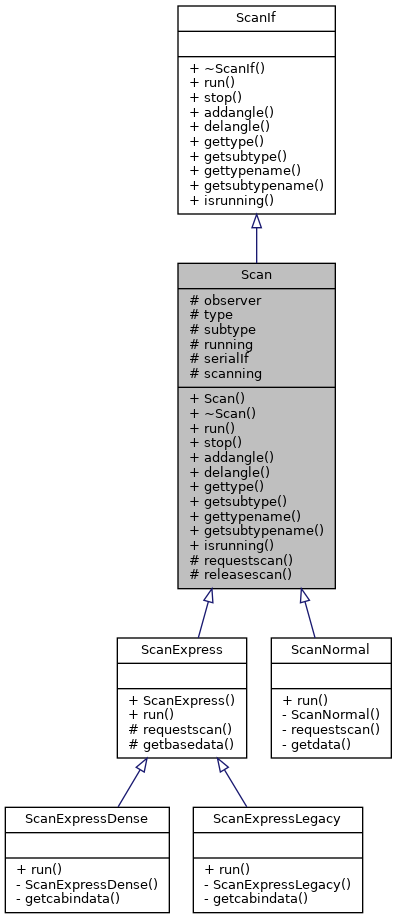 ScanIf
+ ~ScanIf()
+ run()
+ stop()
+ addangle()
+ delangle()
+ gettype()
+ getsubtype()
+ gettypename()
+ getsubtypename()
+ isrunning()
Scan
# observer
# type
# subtype
# running
# serialIf
# scanning
+ Scan()
+ ~Scan()
+ run()
+ stop()
+ addangle()
+ delangle()
+ gettype()
+ getsubtype()
+ gettypename()
+ getsubtypename()
+ isrunning()
# requestscan()
# releasescan()
ScanExpress
+ ScanExpress()
+ run()
# requestscan()
# getbasedata()
ScanNormal
+ run()
- ScanNormal()
- requestscan()
- getdata()
ScanExpressDense
+ run()
- ScanExpressDense()
- getcabindata()
ScanExpressLegacy
+ run()
- ScanExpressLegacy()
- getcabindata()